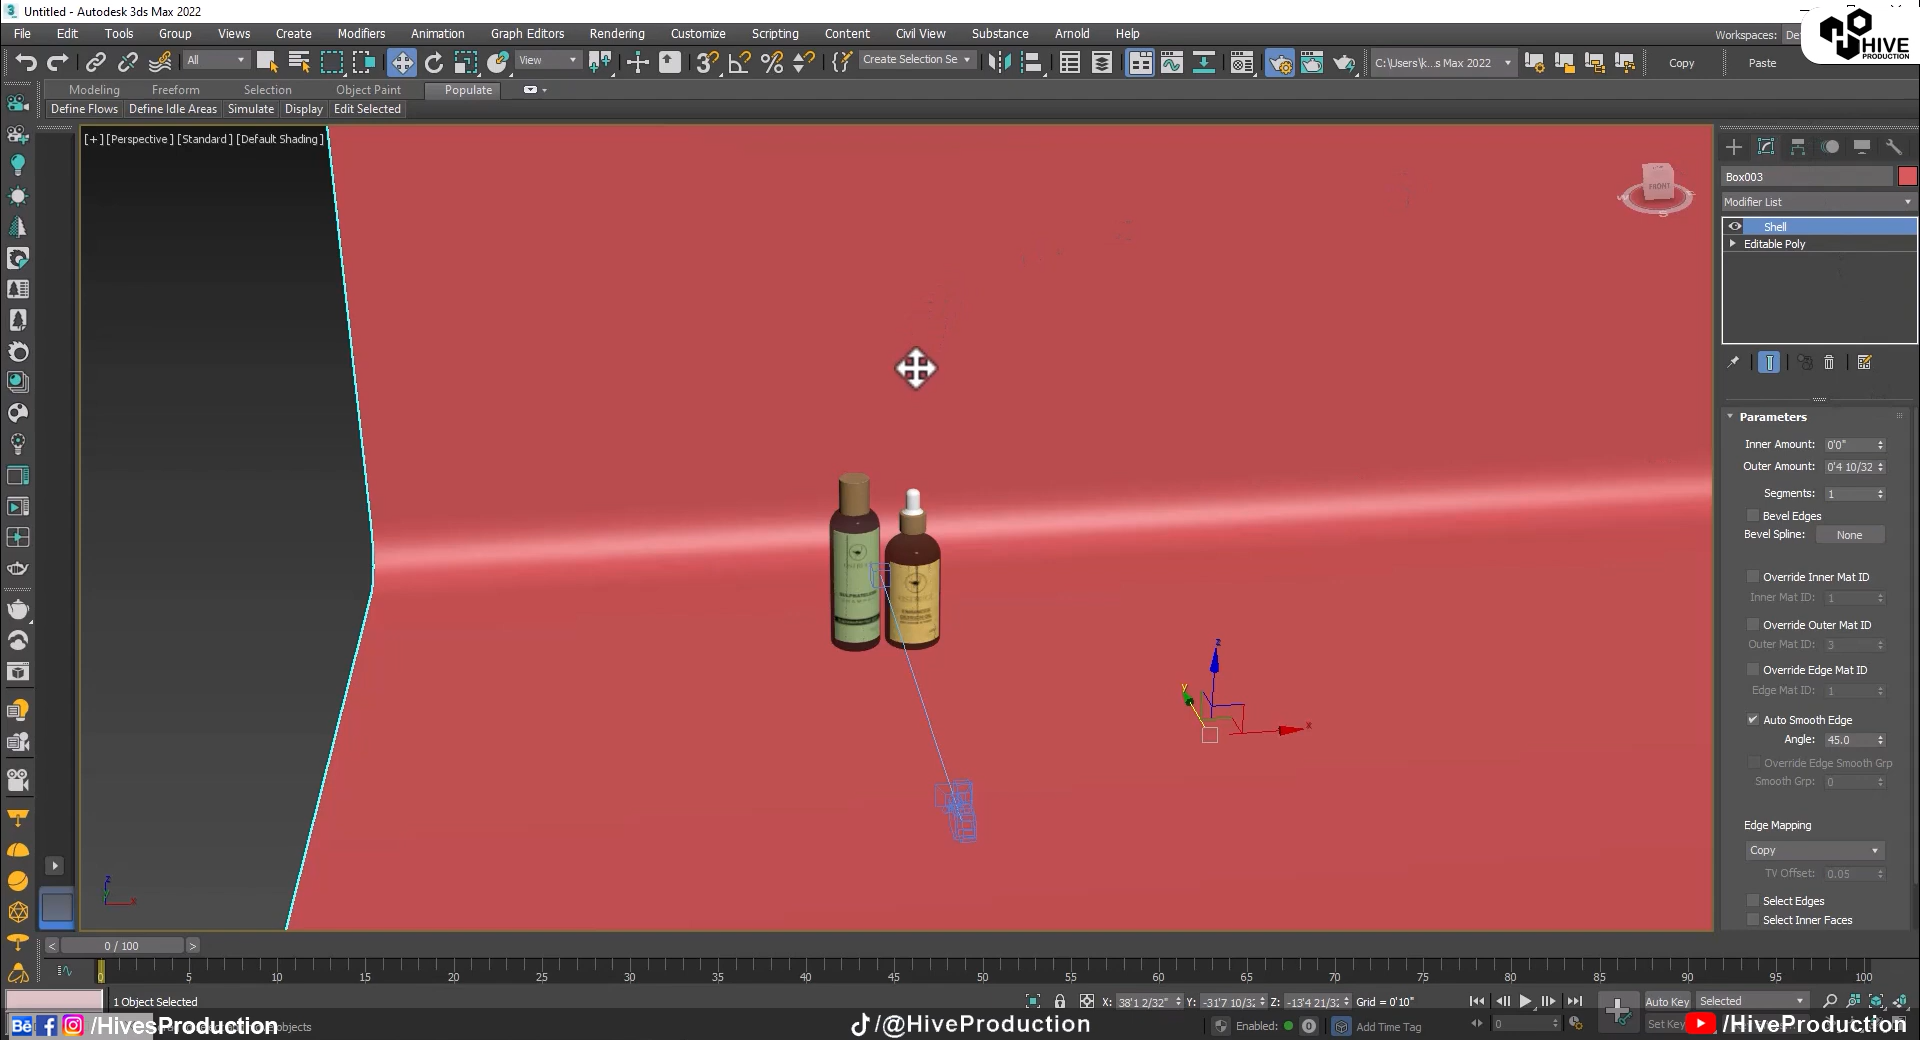 Untitled - Autodesk 3ds Max 2022
HIVE
PRODUCTION
File Edit Tools Group Views Create Modifiers Animation Graph Editors Rendering Customize Scripting Content Civil View Substance Arnold Help
Workspaces:
All
View
Create Selection Se
C:\Users\k...s Max 2022
Copy
Paste
Modeling Freeform Selection Object Paint Populate
Define Flows Define Idle Areas Simulate Display Edit Selected
[+] [Perspective ] [Standard ] [Default Shading ]
FRONT
Box003
Modifier List
Shell
Editable Poly
Parameters
Inner Amount: 0'0"
Outer Amount: 0'4 10/32
Segments: 1
Bevel Edges
Bevel Spline: None
Override Inner Mat ID
Inner Mat ID: 1
Override Outer Mat ID
Outer Mat ID: 3
Override Edge Mat ID
Edge Mat ID: 1
Auto Smooth Edge
Angle: 45.0
Override Edge Smooth Grp
Smooth Grp: 0
Edge Mapping
Copy
TV Offset: 0.05
Select Edges
Select Inner Faces
z
y
x
z
x
< 0 / 100 >
0 5 10 15 20 25 30 35 40 45 50 55 60 65 70 75 80 85 90 95 100
1 Object Selected
X: 38'1 2/32" Y: -31'7 10/32 Z: -13'4 21/32 Grid = 0'10"
Auto Key Selected
Bē /HivesProduction
objects
/@HiveProduction
Enabled: 0 Add Time Tag
0
Set Key
/HiveProduction